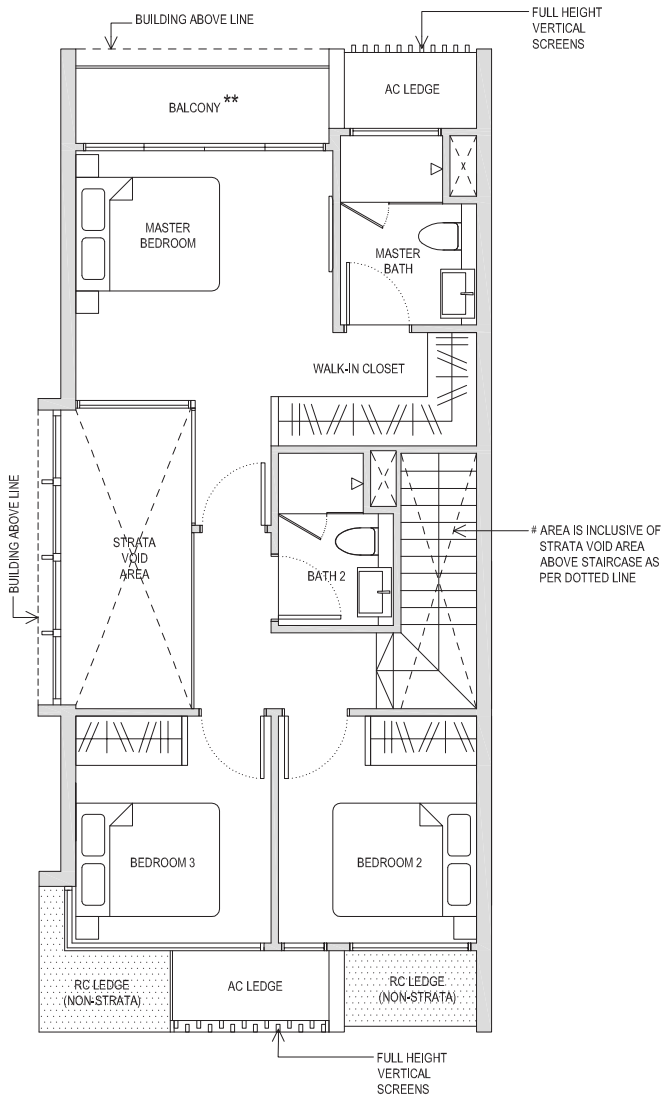 BUILDING ABOVE LINE
FULL HEIGHT
VERTICAL
SCREENS
AC LEDGE
BALCONY **
MASTER
BEDROOM
MASTER
BATH
WALK-IN CLOSET
BUILDING ABOVE LINE
STRATA
VOID
AREA
# AREA IS INCLUSIVE OF
STRATA VOID AREA
ABOVE STAIRCASE AS
PER DOTTED LINE
BATH 2
BEDROOM 3
BEDROOM 2
RC LEDGE
(NON-STRATA)
AC LEDGE
RC LEDGE
(NON-STRATA)
FULL HEIGHT
VERTICAL
SCREENS